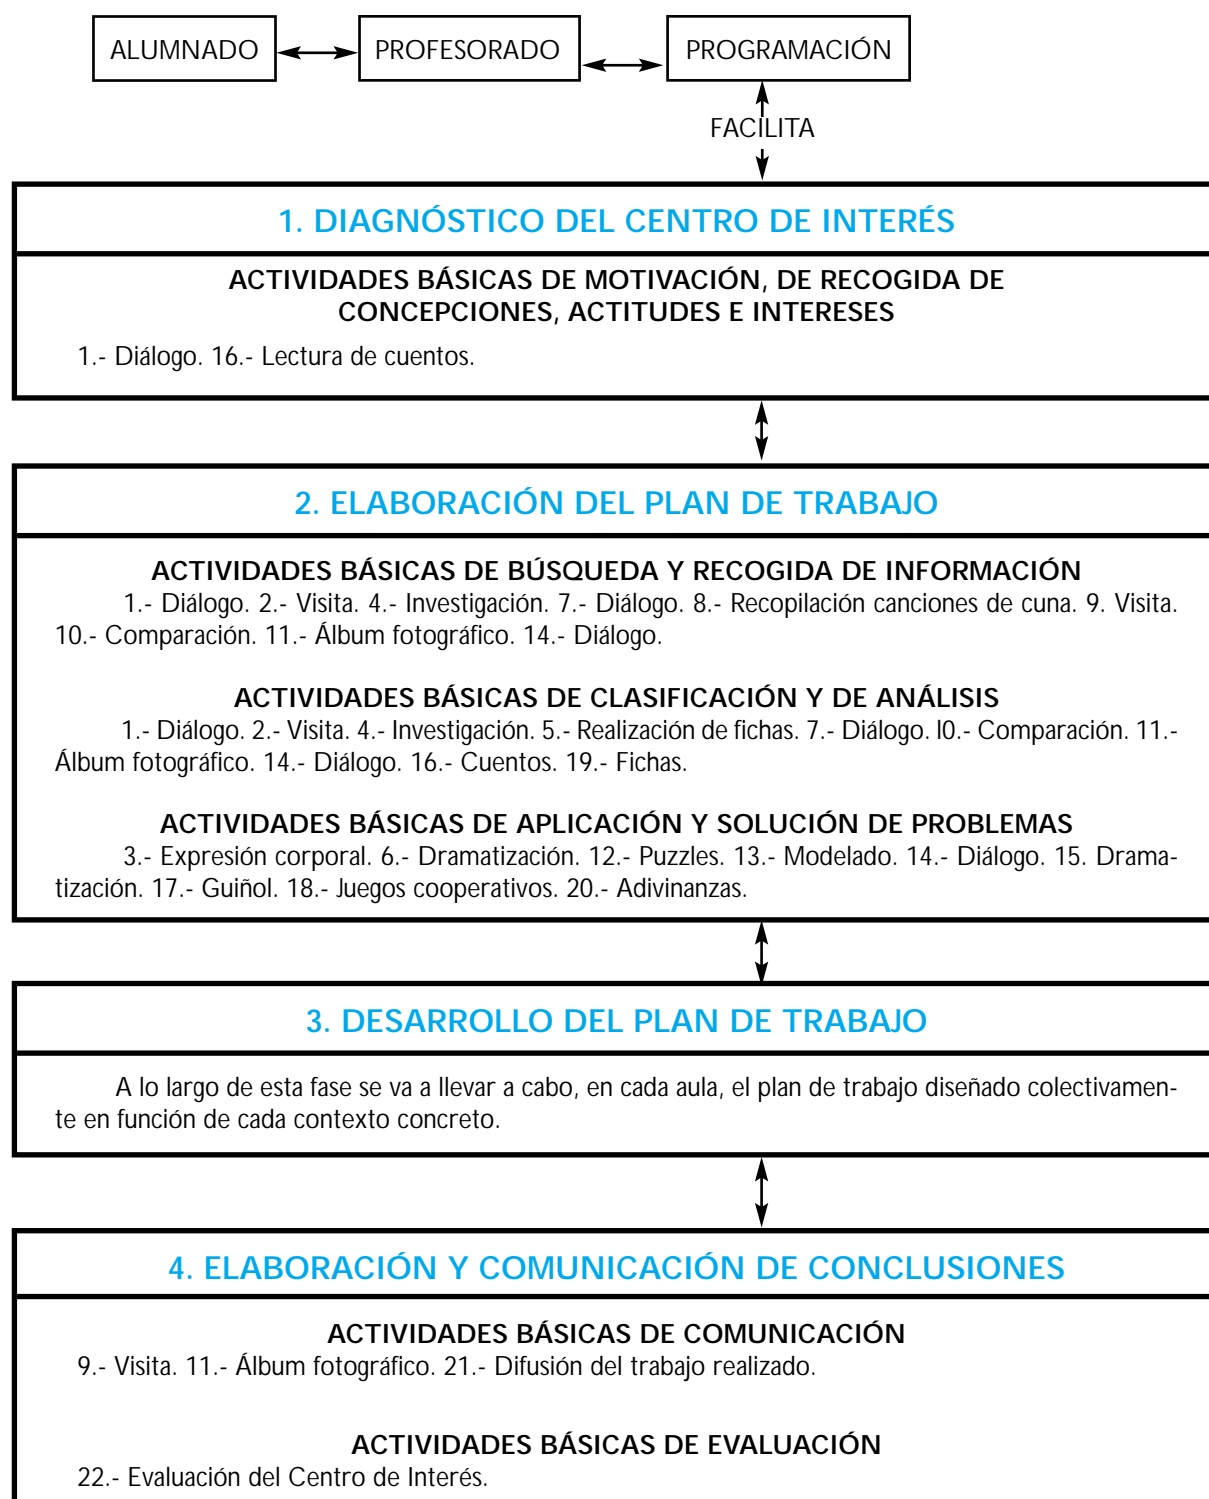 ALUMNADO PROFESORADO PROGRAMACIÓN
FACILITA
1. DIAGNÓSTICO DEL CENTRO DE INTERÉS
ACTIVIDADES BÁSICAS DE MOTIVACIÓN, DE RECOGIDA DE
CONCEPCIONES, ACTITUDES E INTERESES
1.- Diálogo. 16.- Lectura de cuentos.
2. ELABORACIÓN DEL PLAN DE TRABAJO
ACTIVIDADES BÁSICAS DE BÚSQUEDA Y RECOGIDA DE INFORMACIÓN
1.- Diálogo. 2.- Visita. 4.- Investigación. 7.- Diálogo. 8.- Recopilación canciones de cuna. 9. Visita.
10.- Comparación. 11.- Álbum fotográfico. 14.- Diálogo.
ACTIVIDADES BÁSICAS DE CLASIFICACIÓN Y DE ANÁLISIS
1.- Diálogo. 2.- Visita. 4.- Investigación. 5.- Realización de fichas. 7.- Diálogo. l0.- Comparación. 11.-
Álbum fotográfico. 14.- Diálogo. 16.- Cuentos. 19.- Fichas.
ACTIVIDADES BÁSICAS DE APLICACIÓN Y SOLUCIÓN DE PROBLEMAS
3.- Expresión corporal. 6.- Dramatización. 12.- Puzzles. 13.- Modelado. 14.- Diálogo. 15. Drama-
tización. 17.- Guiñol. 18.- Juegos cooperativos. 20.- Adivinanzas.
3. DESARROLLO DEL PLAN DE TRABAJO
A lo largo de esta fase se va a llevar a cabo, en cada aula, el plan de trabajo diseñado colectivamen-
te en función de cada contexto concreto.
4. ELABORACIÓN Y COMUNICACIÓN DE CONCLUSIONES
ACTIVIDADES BÁSICAS DE COMUNICACIÓN
9.- Visita. 11.- Álbum fotográfico. 21.- Difusión del trabajo realizado.
ACTIVIDADES BÁSICAS DE EVALUACIÓN
22.- Evaluación del Centro de Interés.